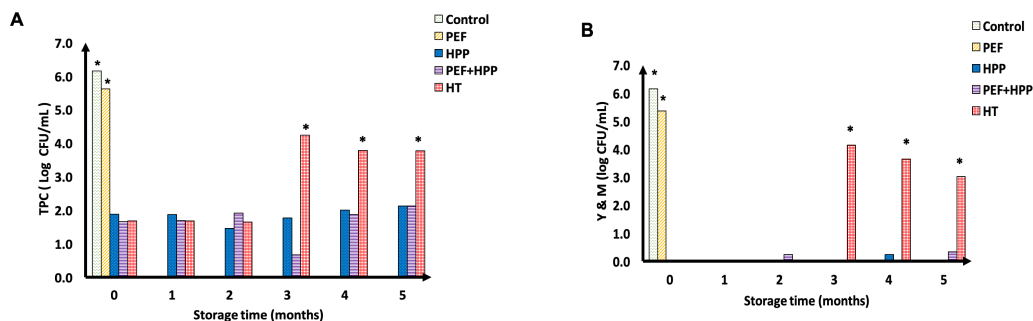 A
TPC ( Log CFU/mL)
7.0
6.0
5.0
4.0
3.0
2.0
1.0
0.0
* * * * *
0 1 2 3 4 5
Storage time (months)
Control
PEF
HPP
PEF+HPP
HT
B
Y & M (log CFU/mL)
7.0
6.0
5.0
4.0
3.0
2.0
1.0
0.0
* * * * *
0 1 2 3 4 5
Storage time (months)
Control
PEF
HPP
PEF+HPP
HT